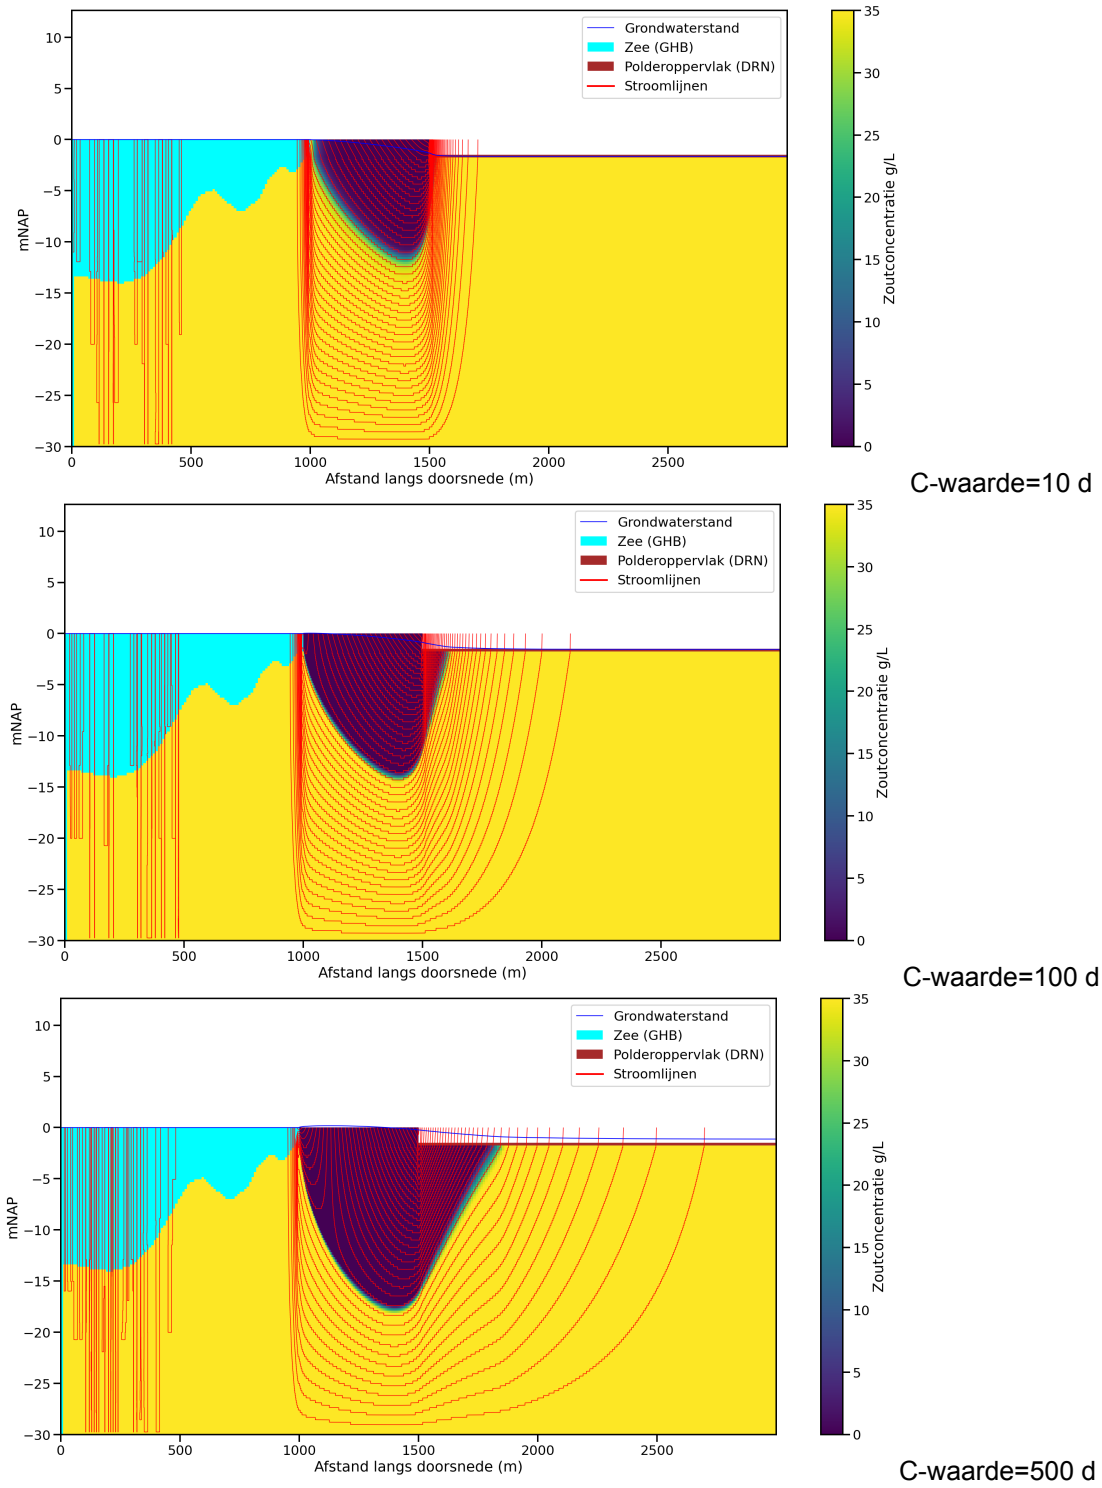 Grondwaterstand
Zee (GHB)
Polderoppervlak (DRN)
Stroomlijnen
10
5
0
−5
−10
−15
−20
−25
−30
mNAP
0 500 1000 1500 2000 2500
Afstand langs doorsnede (m)
35
30
25
20
15
10
5
0
Zoutconcentratie g/L
C-waarde=10 d
Grondwaterstand
Zee (GHB)
Polderoppervlak (DRN)
Stroomlijnen
10
5
0
−5
−10
−15
−20
−25
−30
mNAP
0 500 1000 1500 2000 2500
Afstand langs doorsnede (m)
35
30
25
20
15
10
5
0
Zoutconcentratie g/L
C-waarde=100 d
Grondwaterstand
Zee (GHB)
Polderoppervlak (DRN)
Stroomlijnen
10
5
0
−5
−10
−15
−20
−25
−30
mNAP
0 500 1000 1500 2000 2500
Afstand langs doorsnede (m)
35
30
25
20
15
10
5
0
Zoutconcentratie g/L
C-waarde=500 d